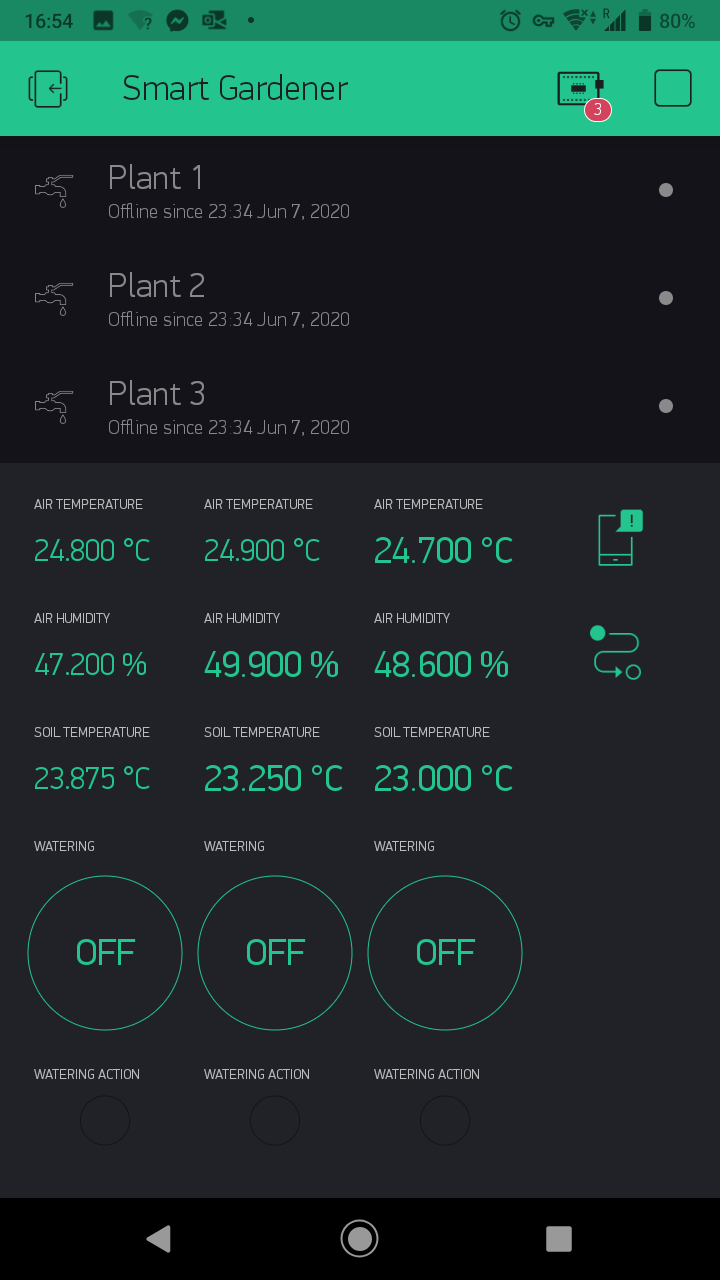 16:54
R
80%
Smart Gardener
3
Plant 1
Offline since 23:34 Jun 7, 2020
Plant 2
Offline since 23:34 Jun 7, 2020
Plant 3
Offline since 23:34 Jun 7, 2020
AIR TEMPERATURE AIR TEMPERATURE AIR TEMPERATURE
24.800 °C 24.900 °C 24.700 °C
AIR HUMIDITY AIR HUMIDITY AIR HUMIDITY
47.200 % 49.900 % 48.600 %
SOIL TEMPERATURE SOIL TEMPERATURE SOIL TEMPERATURE
23.875 °C 23.250 °C 23.000 °C
WATERING WATERING WATERING
OFF OFF OFF
WATERING ACTION WATERING ACTION WATERING ACTION